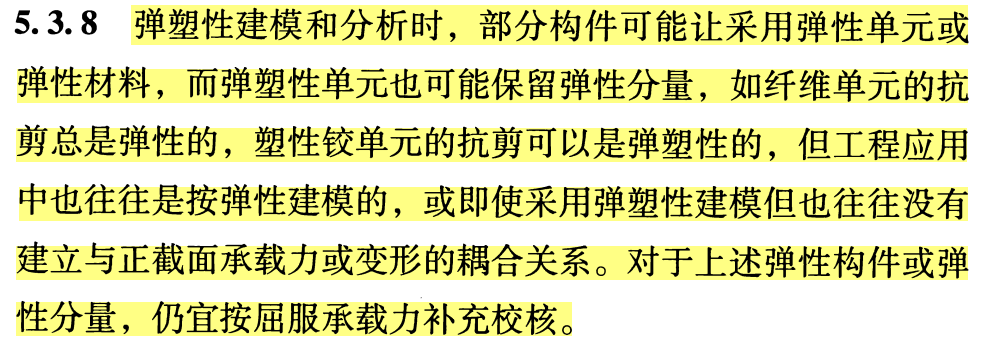 5.3.8 弹塑性建模和分析时，部分构件可能让采用弹性单元或
弹性材料，而弹塑性单元也可能保留弹性分量，如纤维单元的抗
剪总是弹性的，塑性铰单元的抗剪可以是弹塑性的，但工程应用
中也往往是按弹性建模的，或即使采用弹塑性建模但也往往没有
建立与正截面承载力或变形的耦合关系。对于上述弹性构件或弹
性分量，仍宜按屈服承载力补充校核。